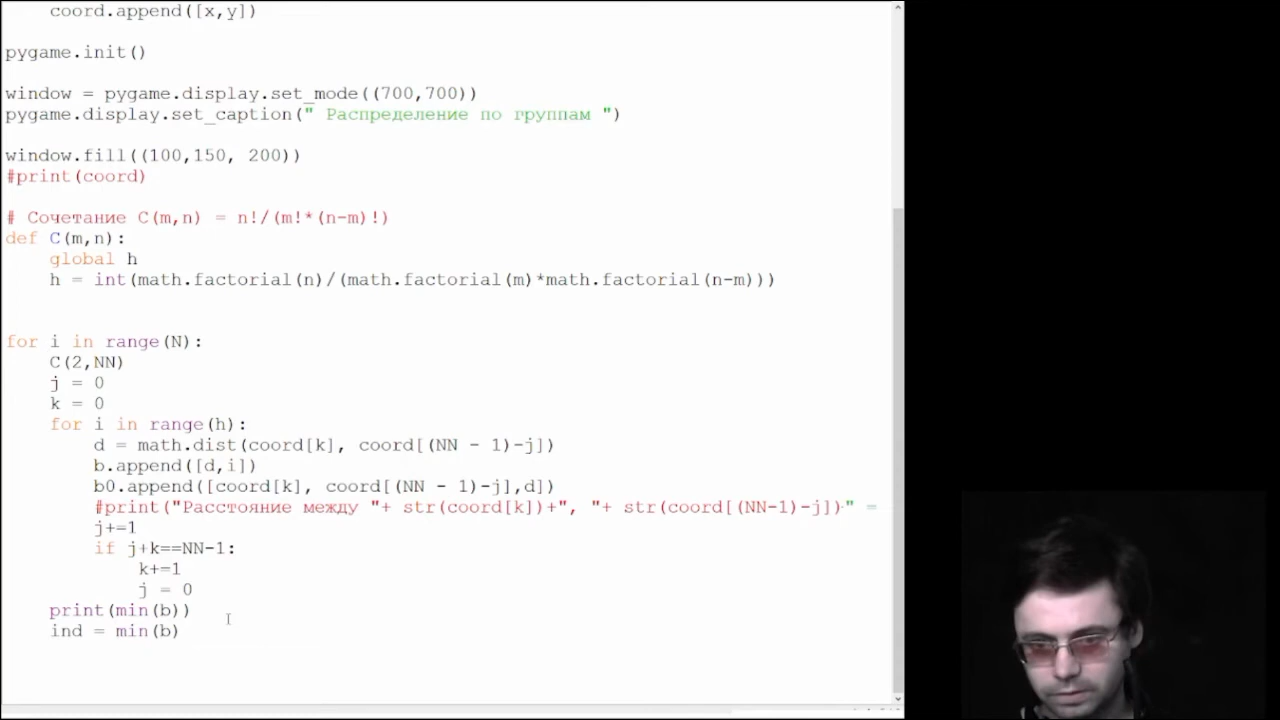 coord.append([x,y])
pygame.init()
window = pygame.display.set_mode((700,700))
pygame.display.set_caption(" Распределение по группам ")
window.fill((100,150, 200))
#print(coord)
# Сочетание C(m,n) = n!/(m!*(n-m)!)
def C(m,n):
global h
h = int(math.factorial(n)/(math.factorial(m)*math.factorial(n-m)))
for i in range(N):
C(2,NN)
j = 0
k = 0
for i in range(h):
d = math.dist(coord[k], coord[(NN - 1)-j])
b.append([d,i])
b0.append([coord[k], coord[(NN - 1)-j],d])
#print("Расстояние между "+ str(coord[k])+", "+ str(coord[(NN-1)-j])" =
j+=1
if j+k==NN-1:
k+=1
j = 0
print(min(b))
ind = min(b)